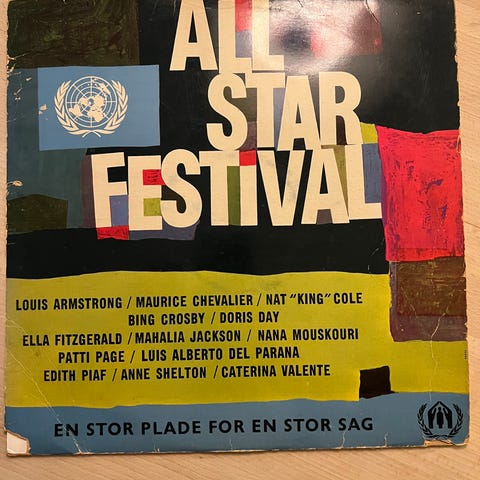 ALL
STAR
FESTIVAL
LOUIS ARMSTRONG / MAURICE CHEVALIER / NAT "KING" COLE
BING CROSBY / DORIS DAY
ELLA FITZGERALD / MAHALIA JACKSON / NANA MOUSKOURI
PATTI PAGE / LUIS ALBERTO DEL PARANA
EDITH PIAF / ANNE SHELTON / CATERINA VALENTE
EN STOR PLADE FOR EN STOR SAG